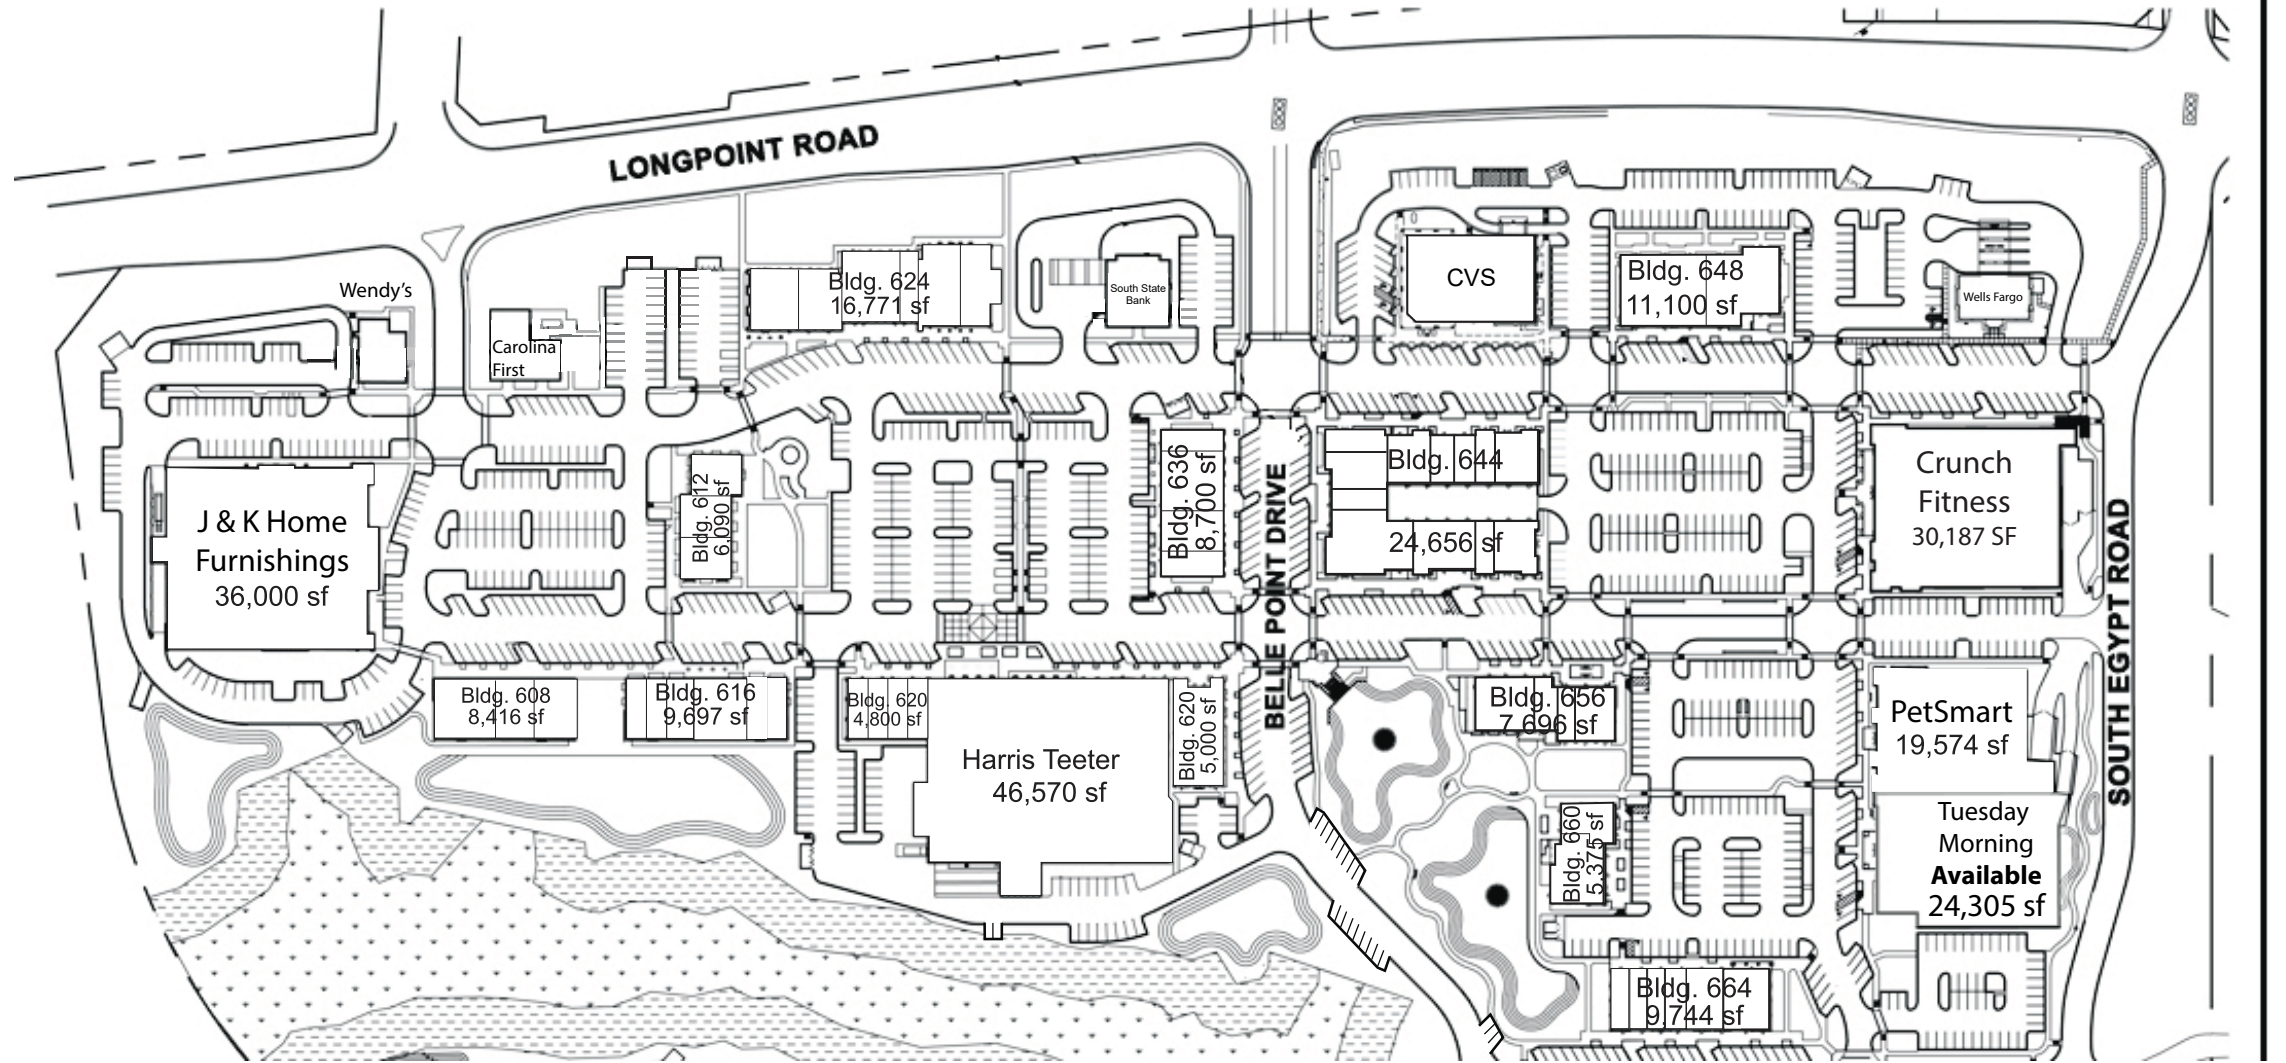 LONGPOINT ROAD
Wendy's
Carolina
First
Bldg. 624
16,771 sf
South State
Bank
CVS
Bldg. 648
11,100 sf
Wells Fargo
J & K Home
Furnishings
36,000 sf
Bldg. 612
6,090 sf
Bldg. 636
8,700 sf
BELLE POINT DRIVE
Bldg. 644
24,656 sf
Crunch
Fitness
30,187 SF
SOUTH EGYPT ROAD
Bldg. 608
8,416 sf
Bldg. 616
9,697 sf
Bldg. 620
4,800 sf
Harris Teeter
46,570 sf
Bldg. 620
5,000 sf
Bldg. 656
7,696 sf
PetSmart
19,574 sf
Bldg. 660
5,375 sf
Tuesday
Morning
Available
24,305 sf
Bldg. 664
9,744 sf